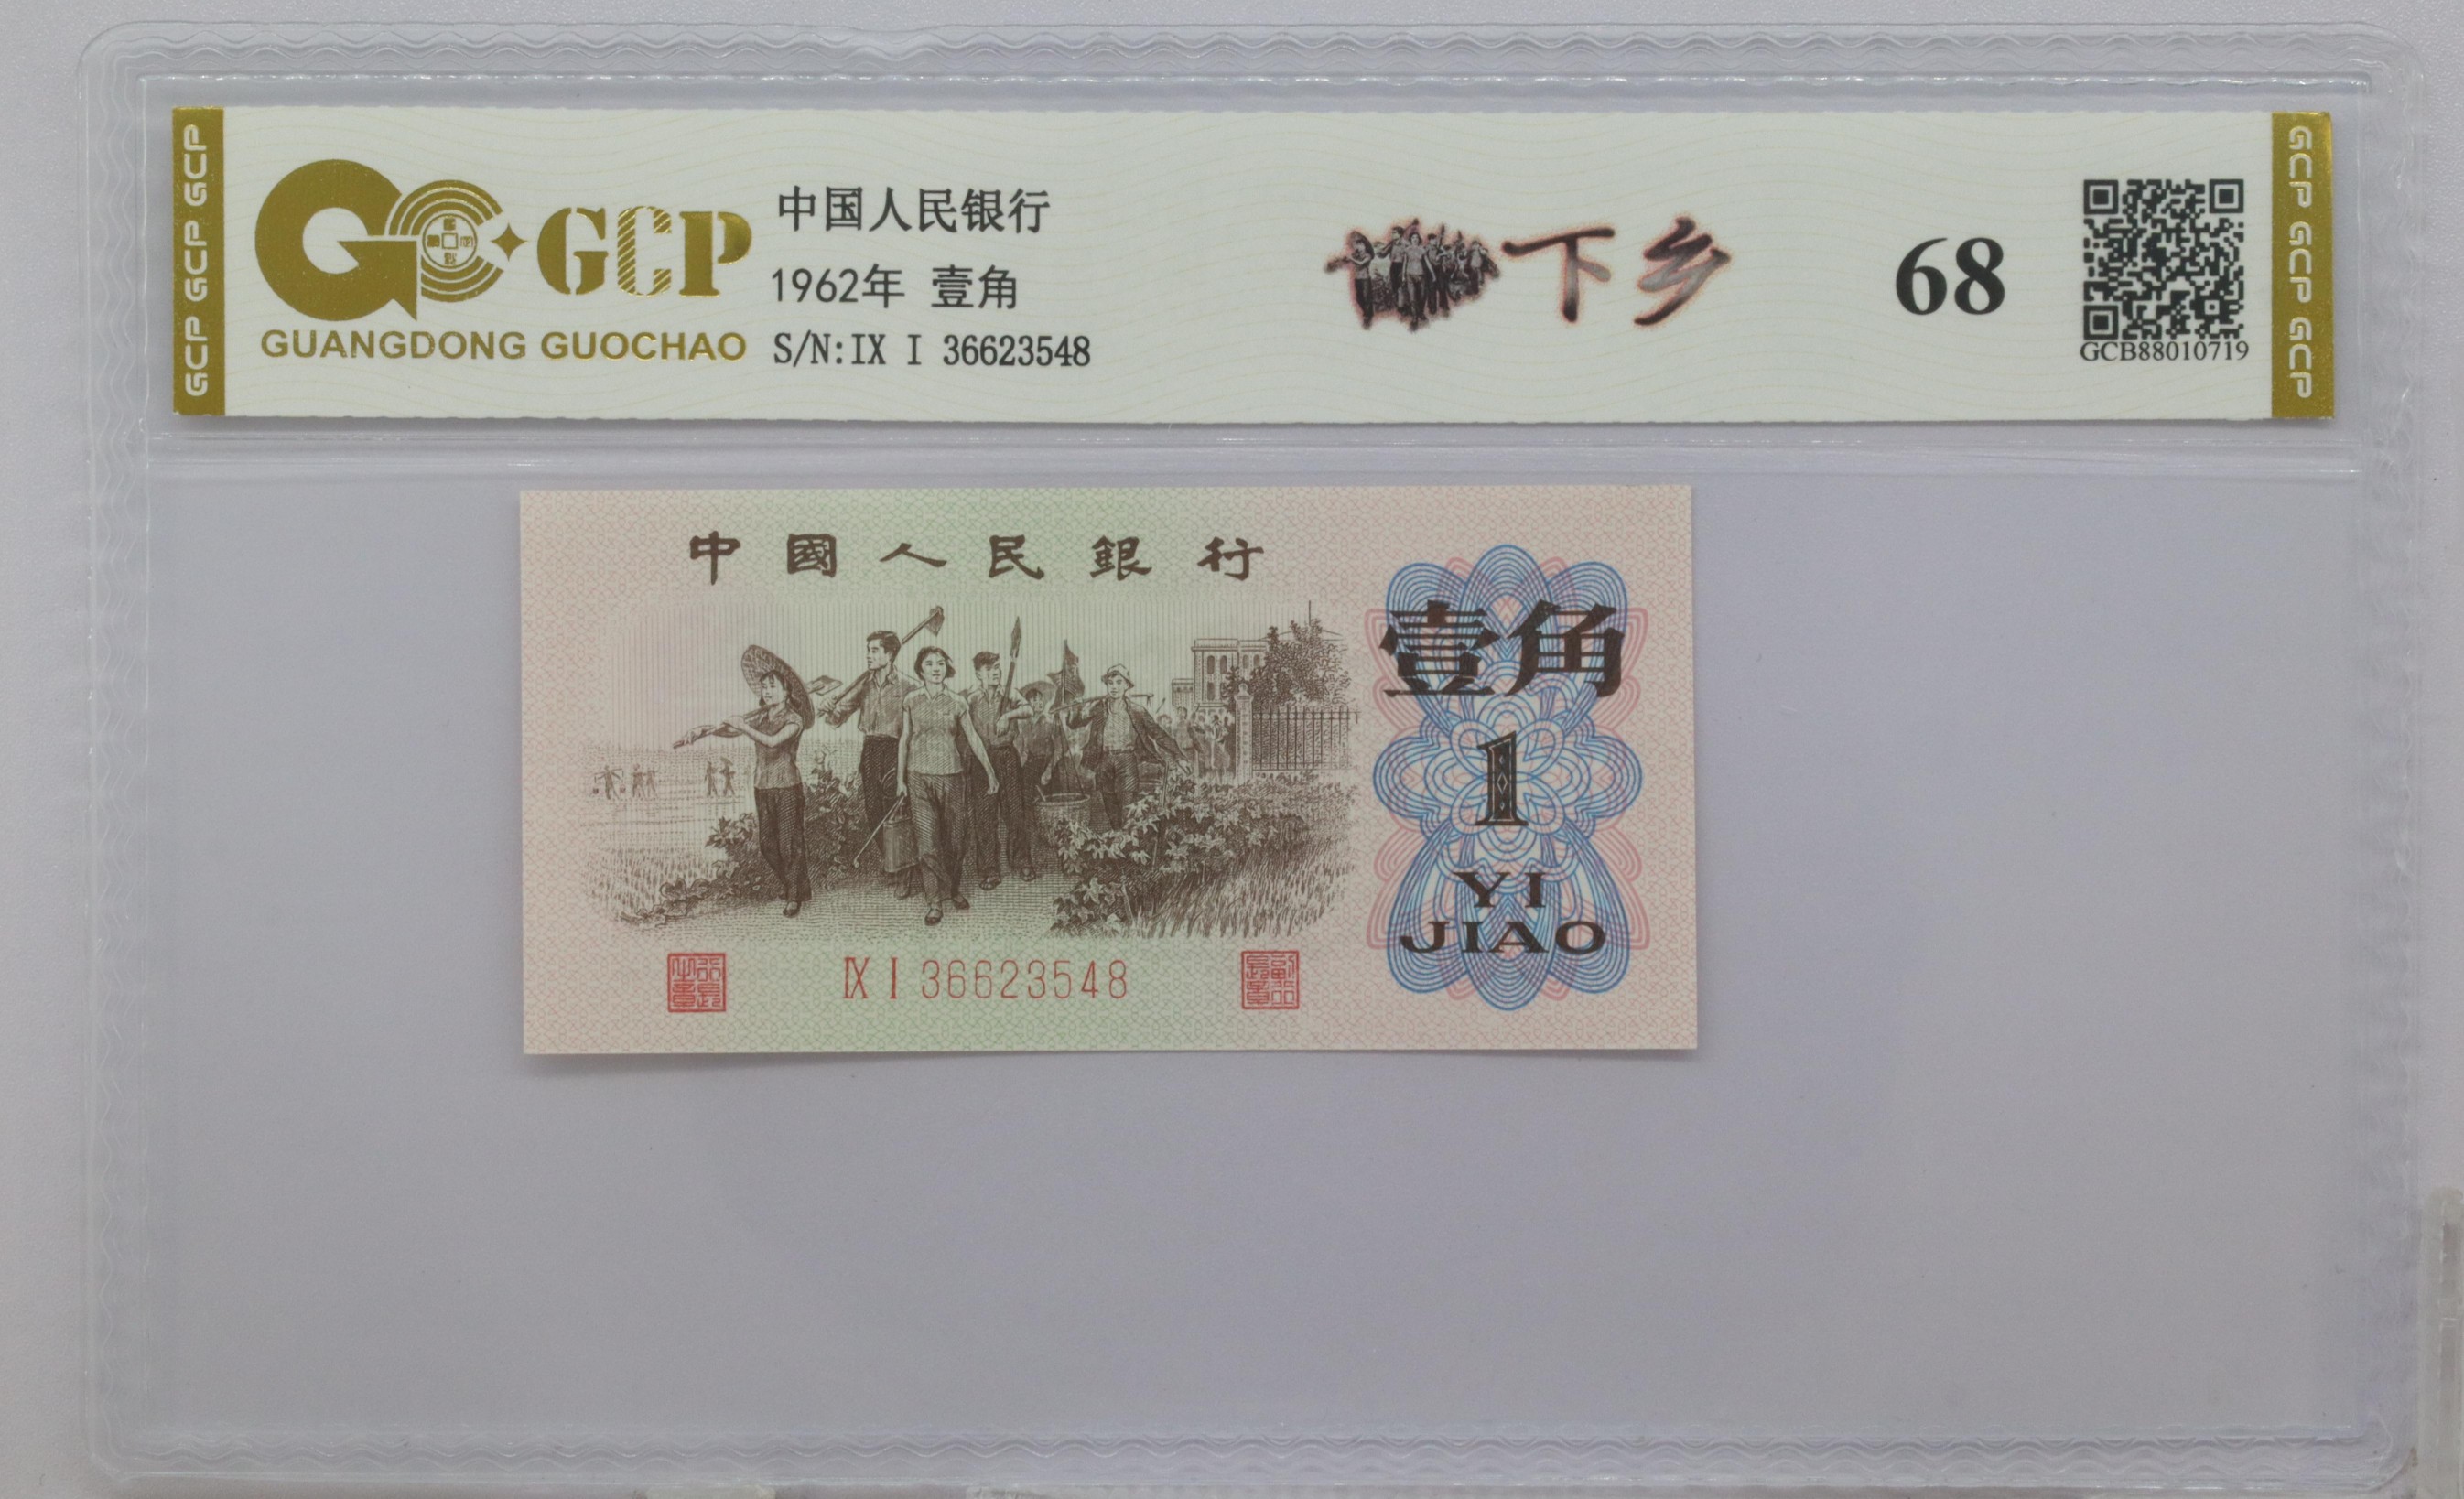 GCP GCP GCP
GCP
GUANGDONG GUOCHAO
中国人民银行
1962年 壹角
S/N:IX I 36623548
下乡
68
GCB88010719
GCP GCP GCP
中國人民銀行
壹角
1
YI
JIAO
IX I 36623548